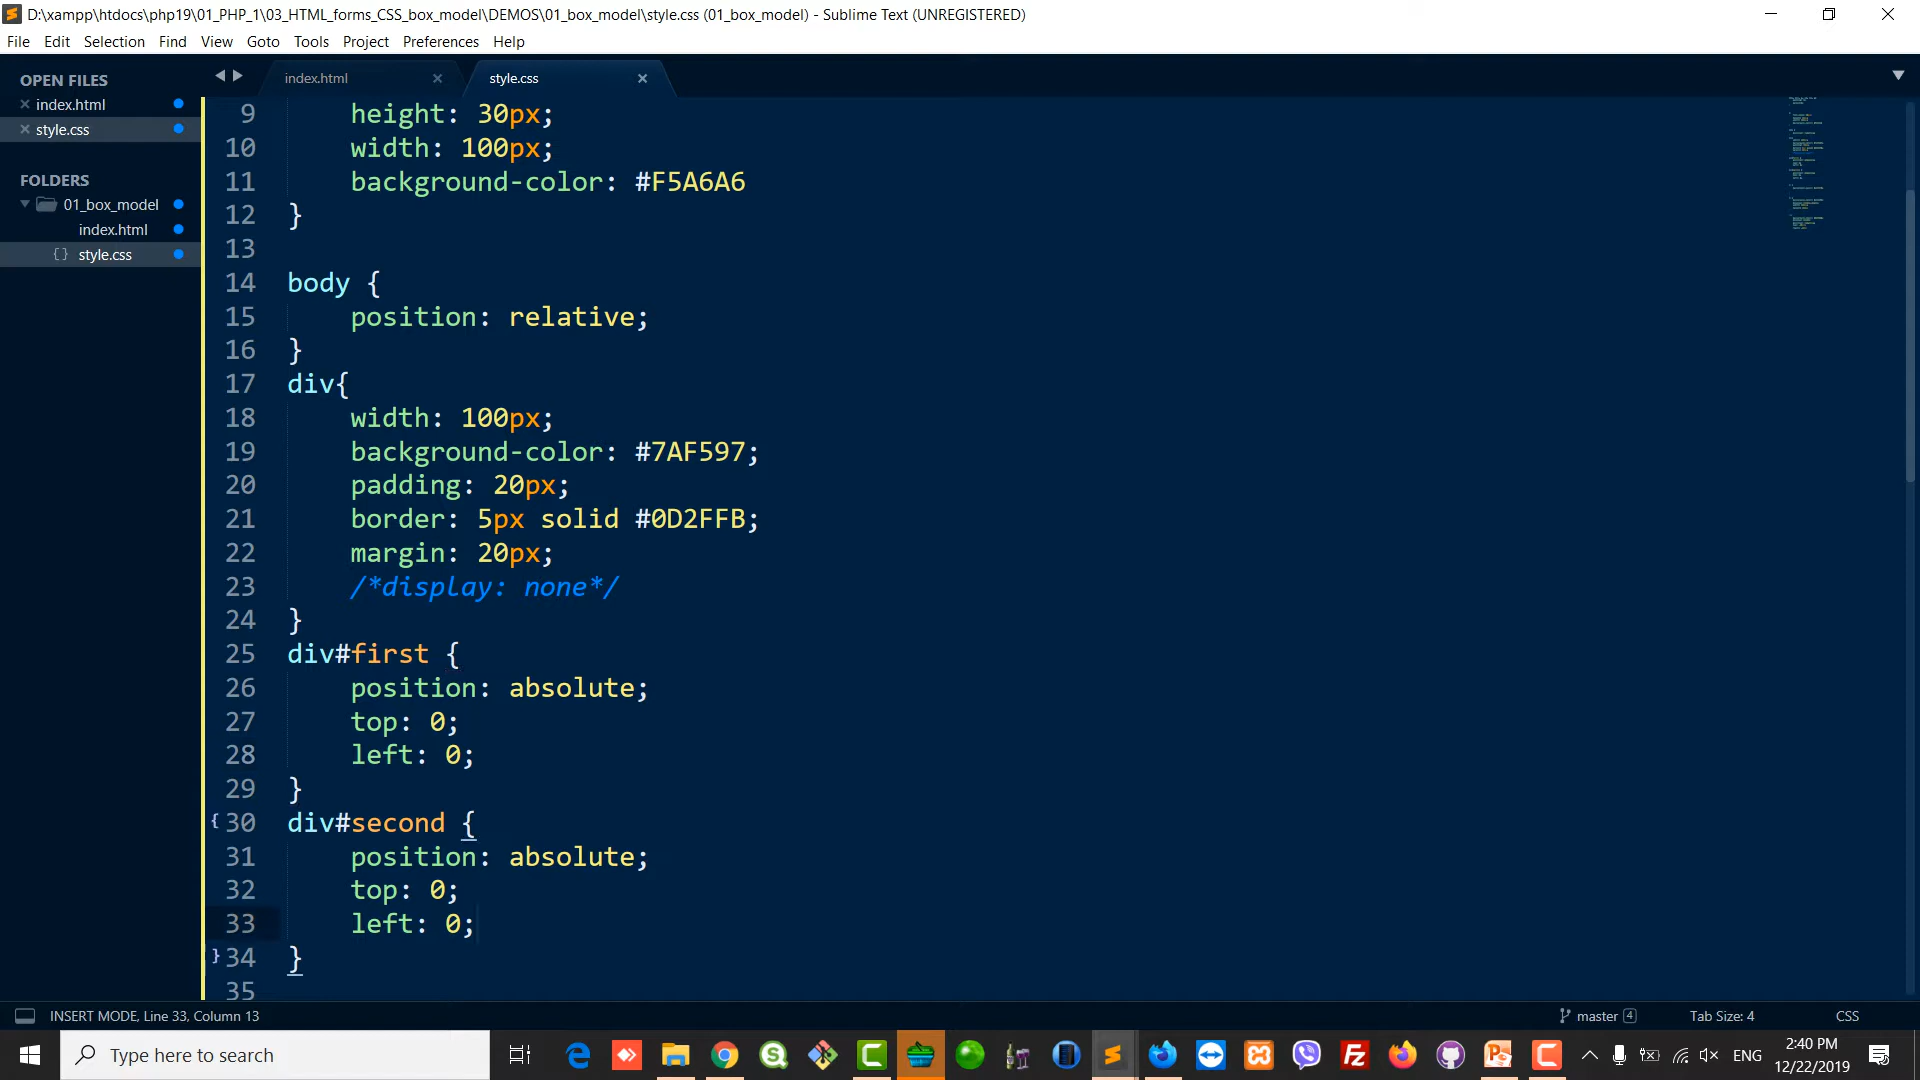 D:\xampp\htdocs\php19\01_PHP_1\03_HTML_forms_CSS_box_model\DEMOS\01_box_model\style.css (01_box_model) - Sublime Text (UNREGISTERED)
File Edit Selection Find View Goto Tools Project Preferences Help
OPEN FILES
index.html
style.css
FOLDERS
01_box_model
index.html
{} style.css
index.html style.css
9 height: 30px;
10 width: 100px;
11 background-color: #F5A6A6
12 }
13
14 body {
15 position: relative;
16 }
17 div{
18 width: 100px;
19 background-color: #7AF597;
20 padding: 20px;
21 border: 5px solid #0D2FFB;
22 margin: 20px;
23 /*display: none*/
24 }
25 div#first {
26 position: absolute;
27 top: 0;
28 left: 0;
29 }
30 div#second {
31 position: absolute;
32 top: 0;
33 left: 0;
34 }
35
INSERT MODE, Line 33, Column 13 master 4 Tab Size: 4 CSS
Type here to search
ENG
2:40 PM
12/22/2019